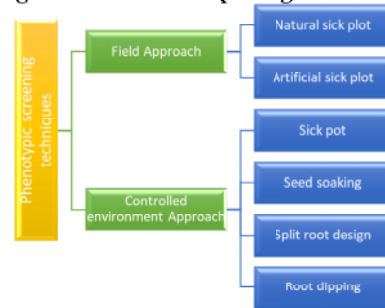 Phenotypic screening
techniques
Field Approach
Natural sick plot
Artificial sick plot
Controlled
environment Approach
Sick pot
Seed soaking
Split root design
Root dipping